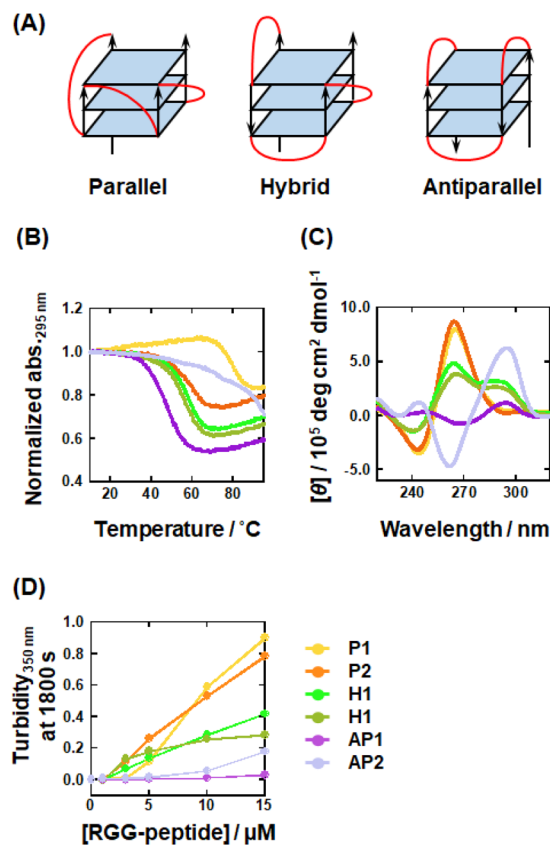 (A)
Parallel Hybrid Antiparallel
(B)
Normalized abs.295 nm
1.2
1.0
0.8
0.6
0.4
20 40 60 80
Temperature / °C
(C)
[θ] / 10⁵ deg cm² dmol⁻¹
10.0
5.0
0.0
-5.0
220 270 300
Wavelength / nm
(D)
Turbidity350 nm
at 1800 s
1.0
0.8
0.6
0.4
0.2
0.0
0 1 5 10 15
[RGG-peptide] / µM
P1
P2
H1
H1
AP1
AP2